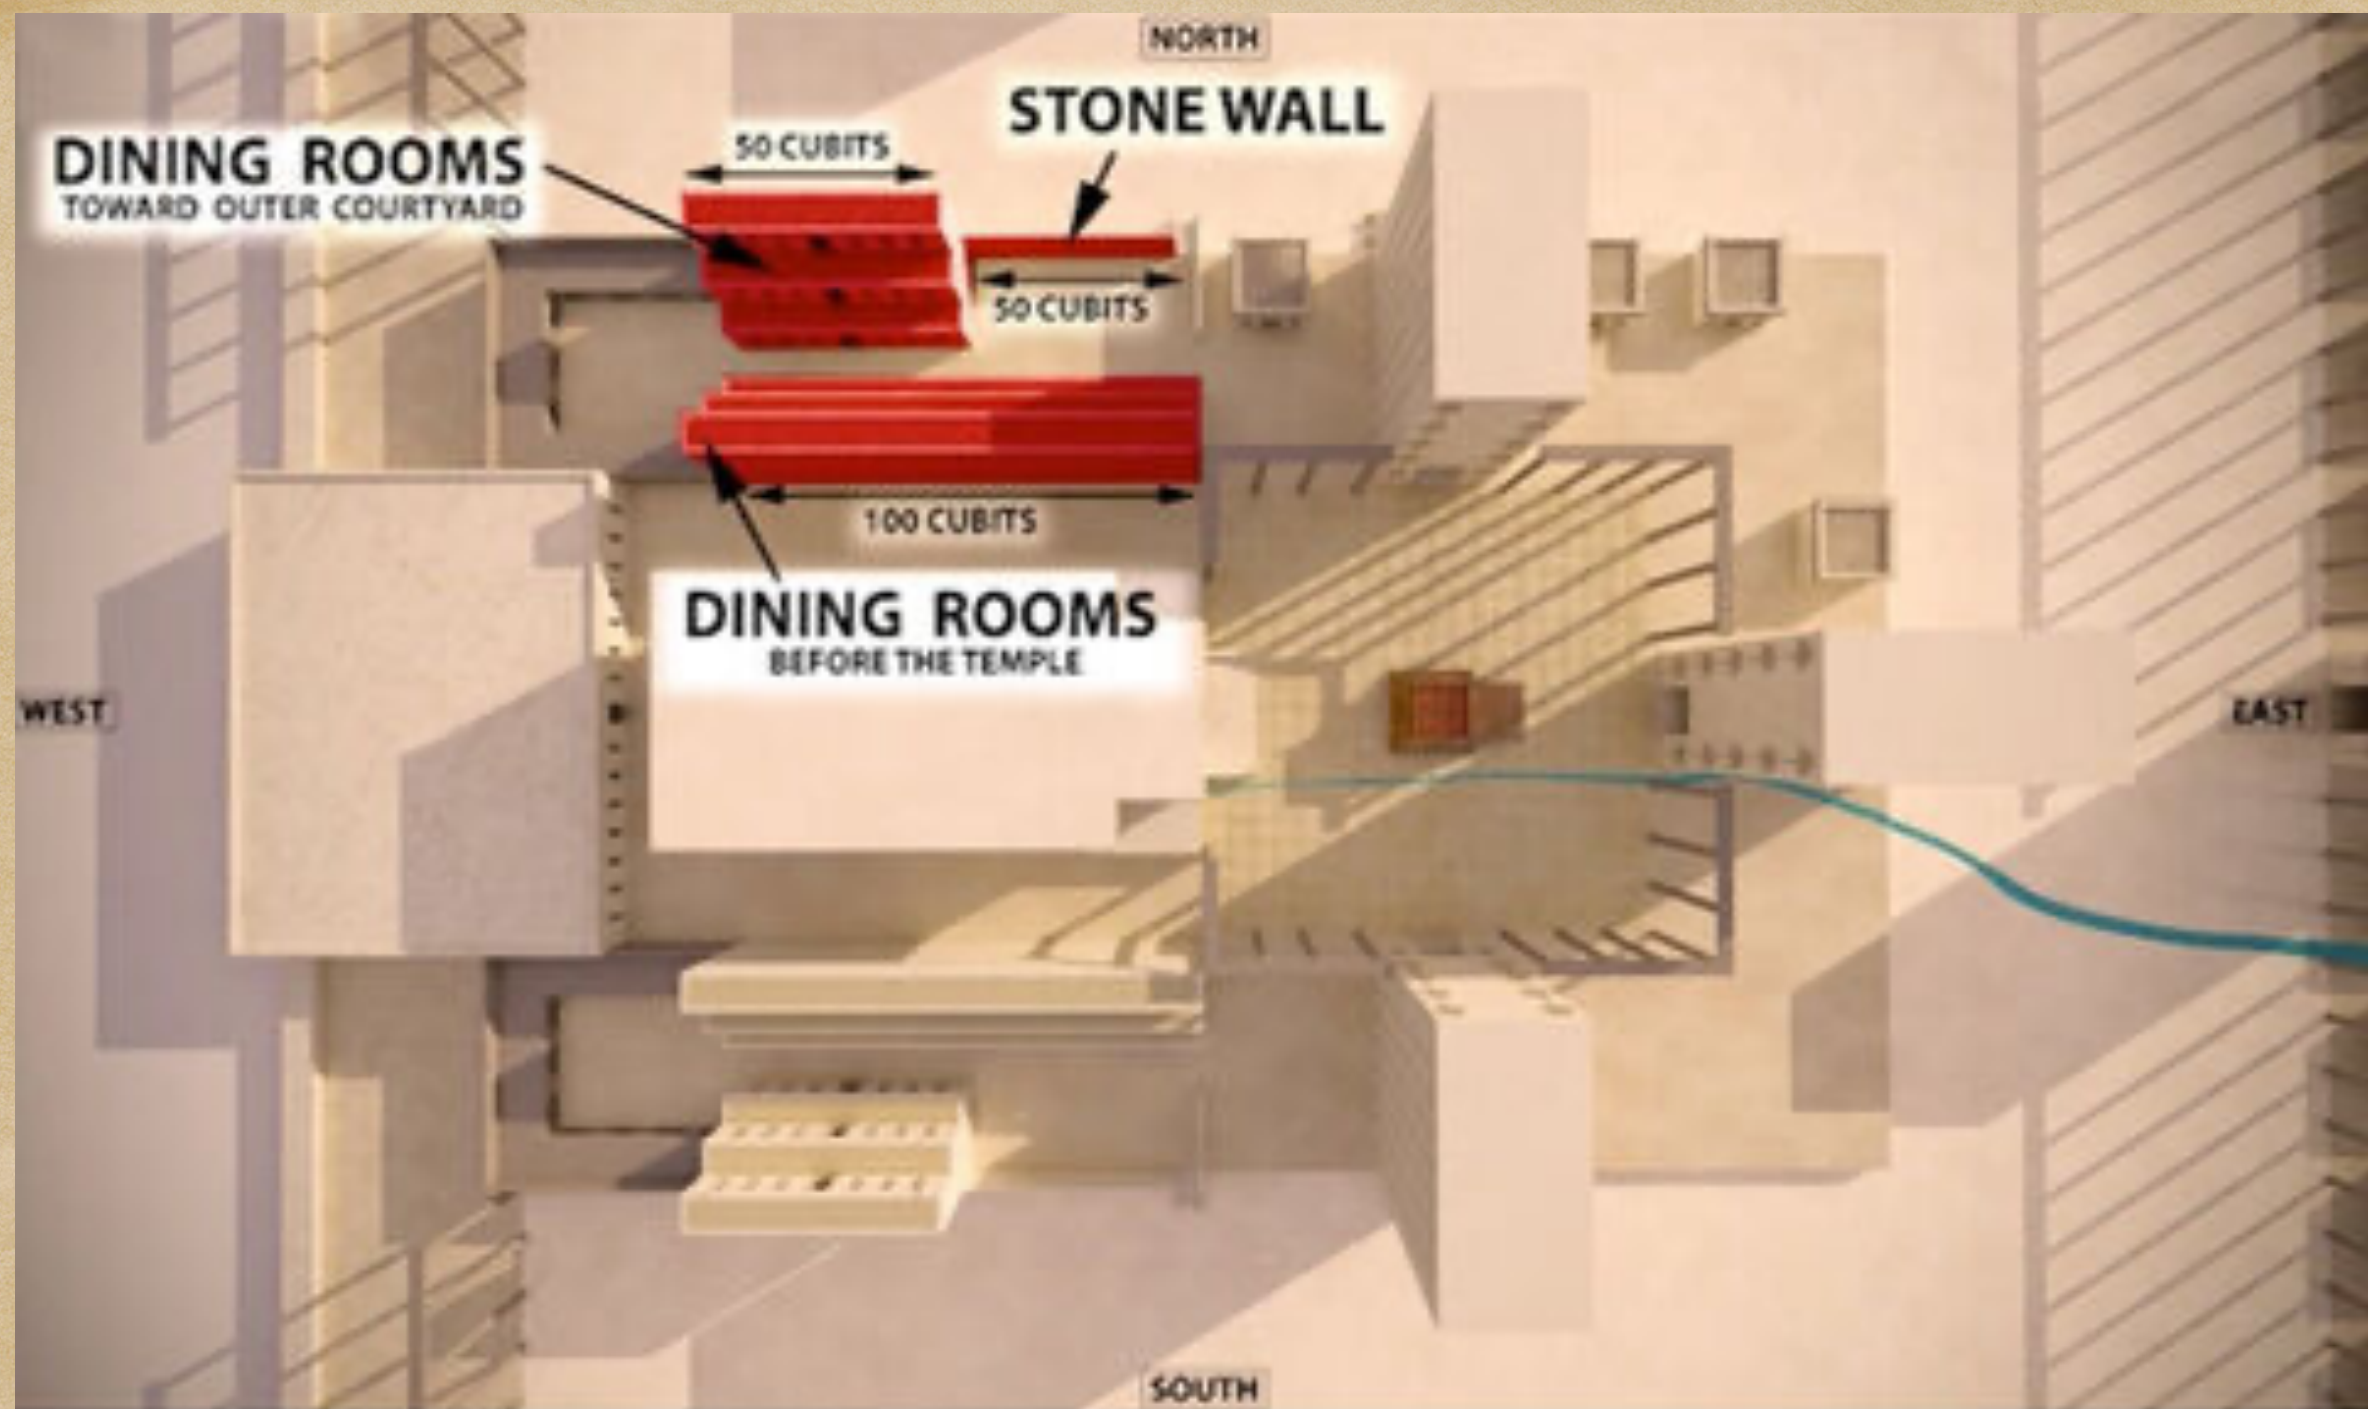 NORTH
STONE WALL
50 CUBITS
DINING ROOMS
TOWARD OUTER COURTYARD
50 CUBITS
100 CUBITS
DINING ROOMS
BEFORE THE TEMPLE
WEST
EAST
SOUTH